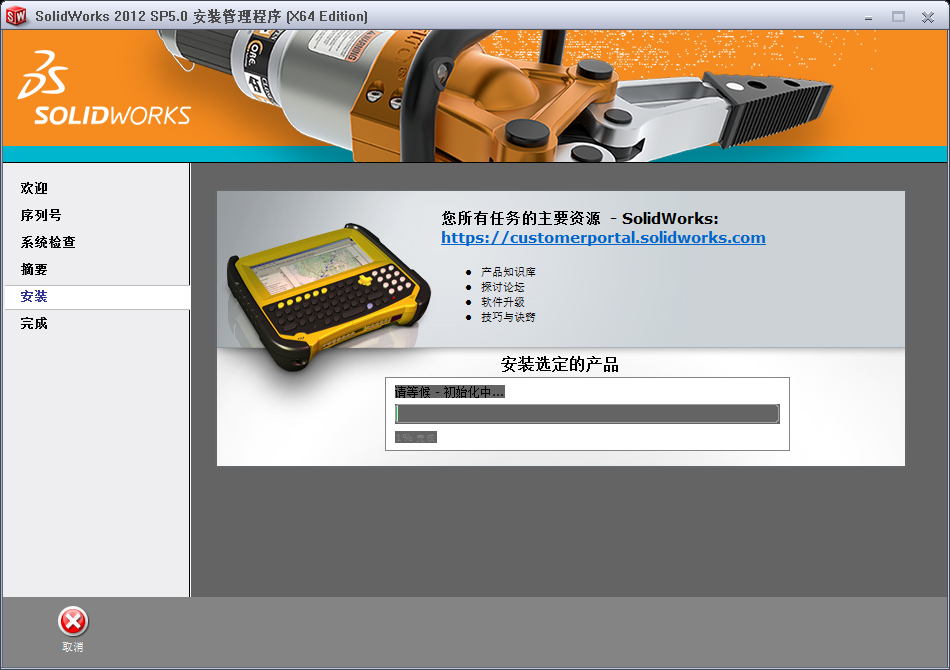 SolidWorks 2012 SP5.0 安装管理程序 (X64 Edition)
SOLIDWORKS
欢迎
序列号
系统检查
摘要
安装
完成
您所有任务的主要资源 - SolidWorks:
https://customerportal.solidworks.com
产品知识库
探讨论坛
软件升级
技巧与诀窍
安装选定的产品
请等候 - 初始化中...
1% 完成
取消